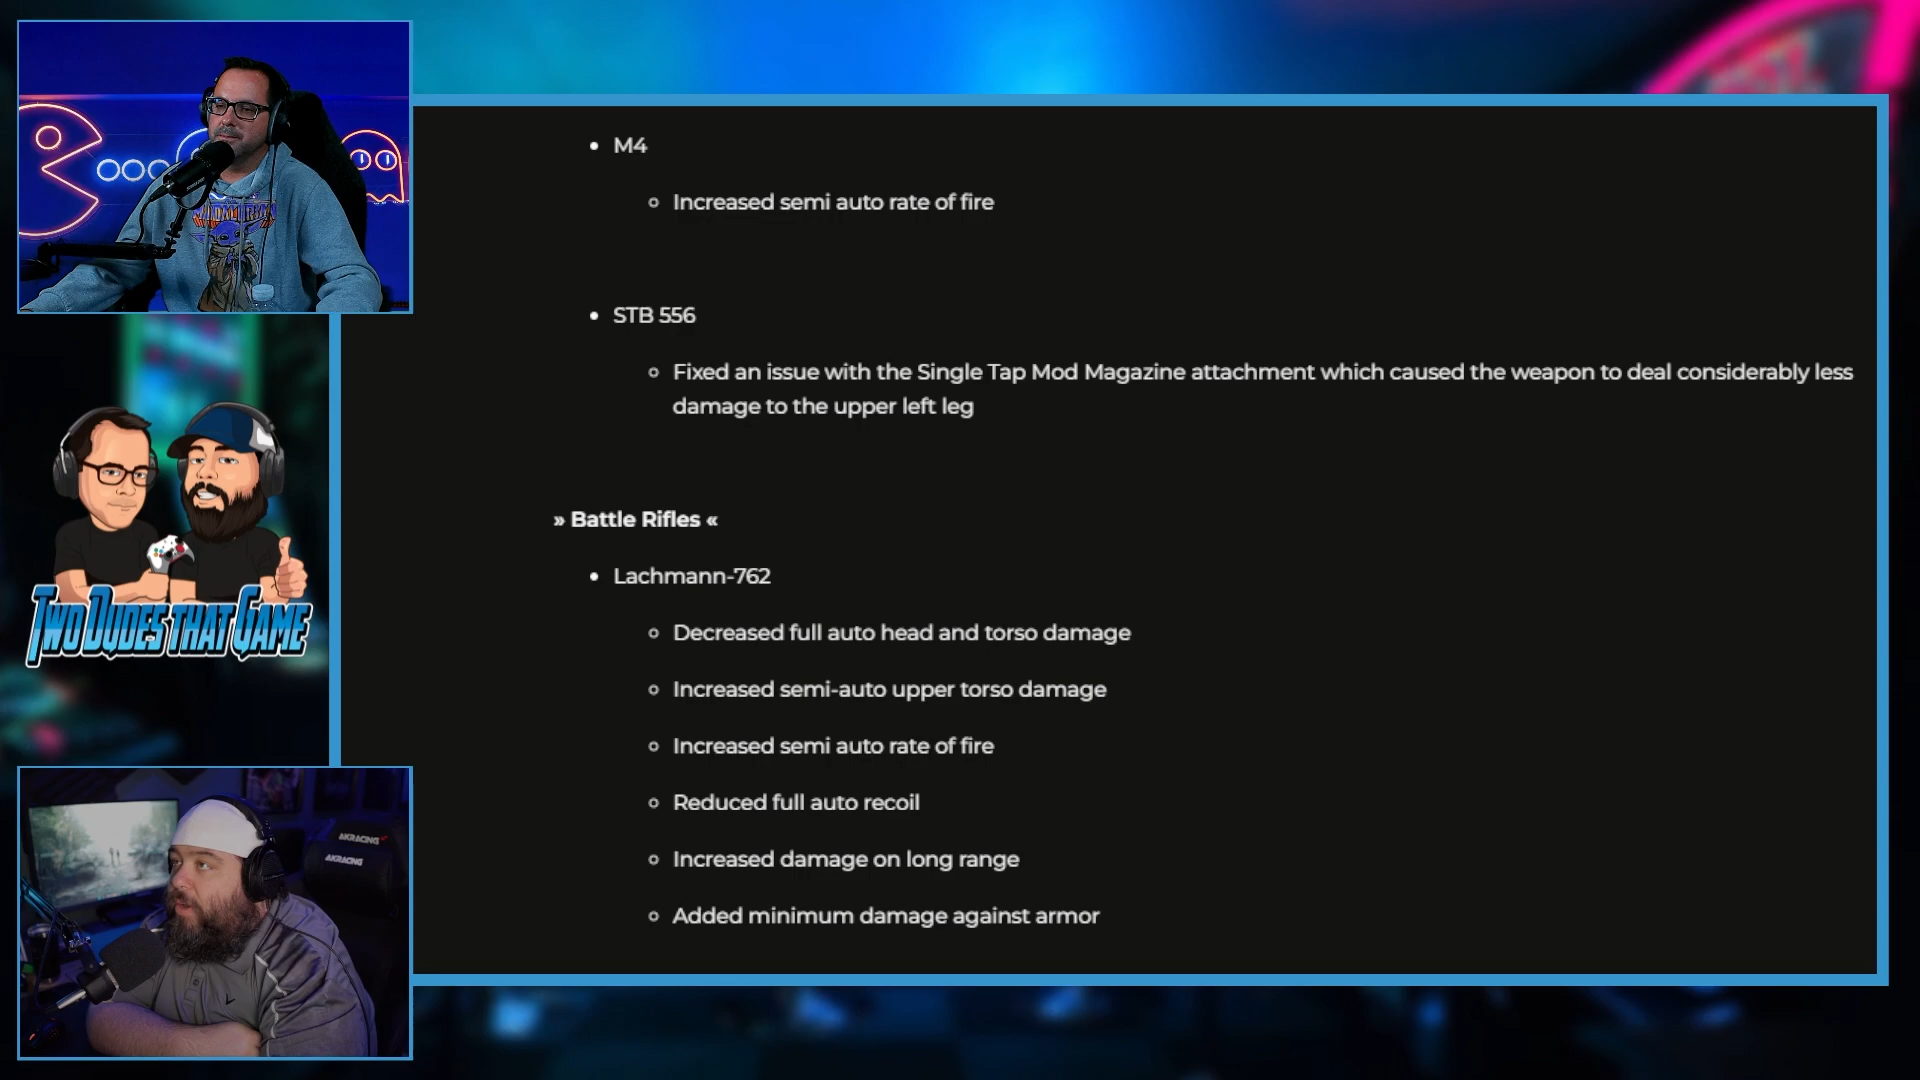 M4
Increased semi auto rate of fire
STB 556
Fixed an issue with the Single Tap Mod Magazine attachment which caused the weapon to deal considerably less
damage to the upper left leg
» Battle Rifles «
Lachmann-762
Decreased full auto head and torso damage
Increased semi-auto upper torso damage
Increased semi auto rate of fire
Reduced full auto recoil
Increased damage on long range
Added minimum damage against armor
TWO DUDES THAT GAME
AKRACING
AKRACING